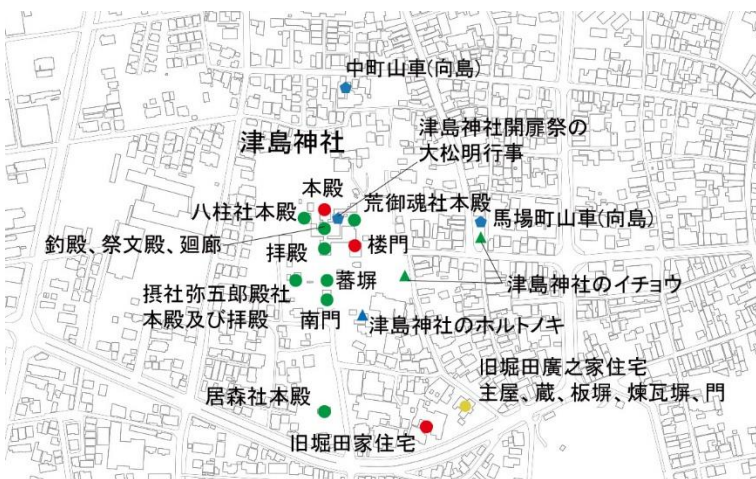 中町山車(向島)
津島神社開扉祭の
大松明行事
津島神社
本殿
荒御魂社本殿
八柱社本殿
馬場町山車(向島)
釣殿、祭文殿、廻廊
拝殿
楼門
蕃塀
津島神社のイチョウ
摂社弥五郎殿社
本殿及び拝殿
南門
津島神社のホルトノキ
旧堀田廣之家住宅
主屋、蔵、板塀、煉瓦塀、門
居森社本殿
旧堀田家住宅